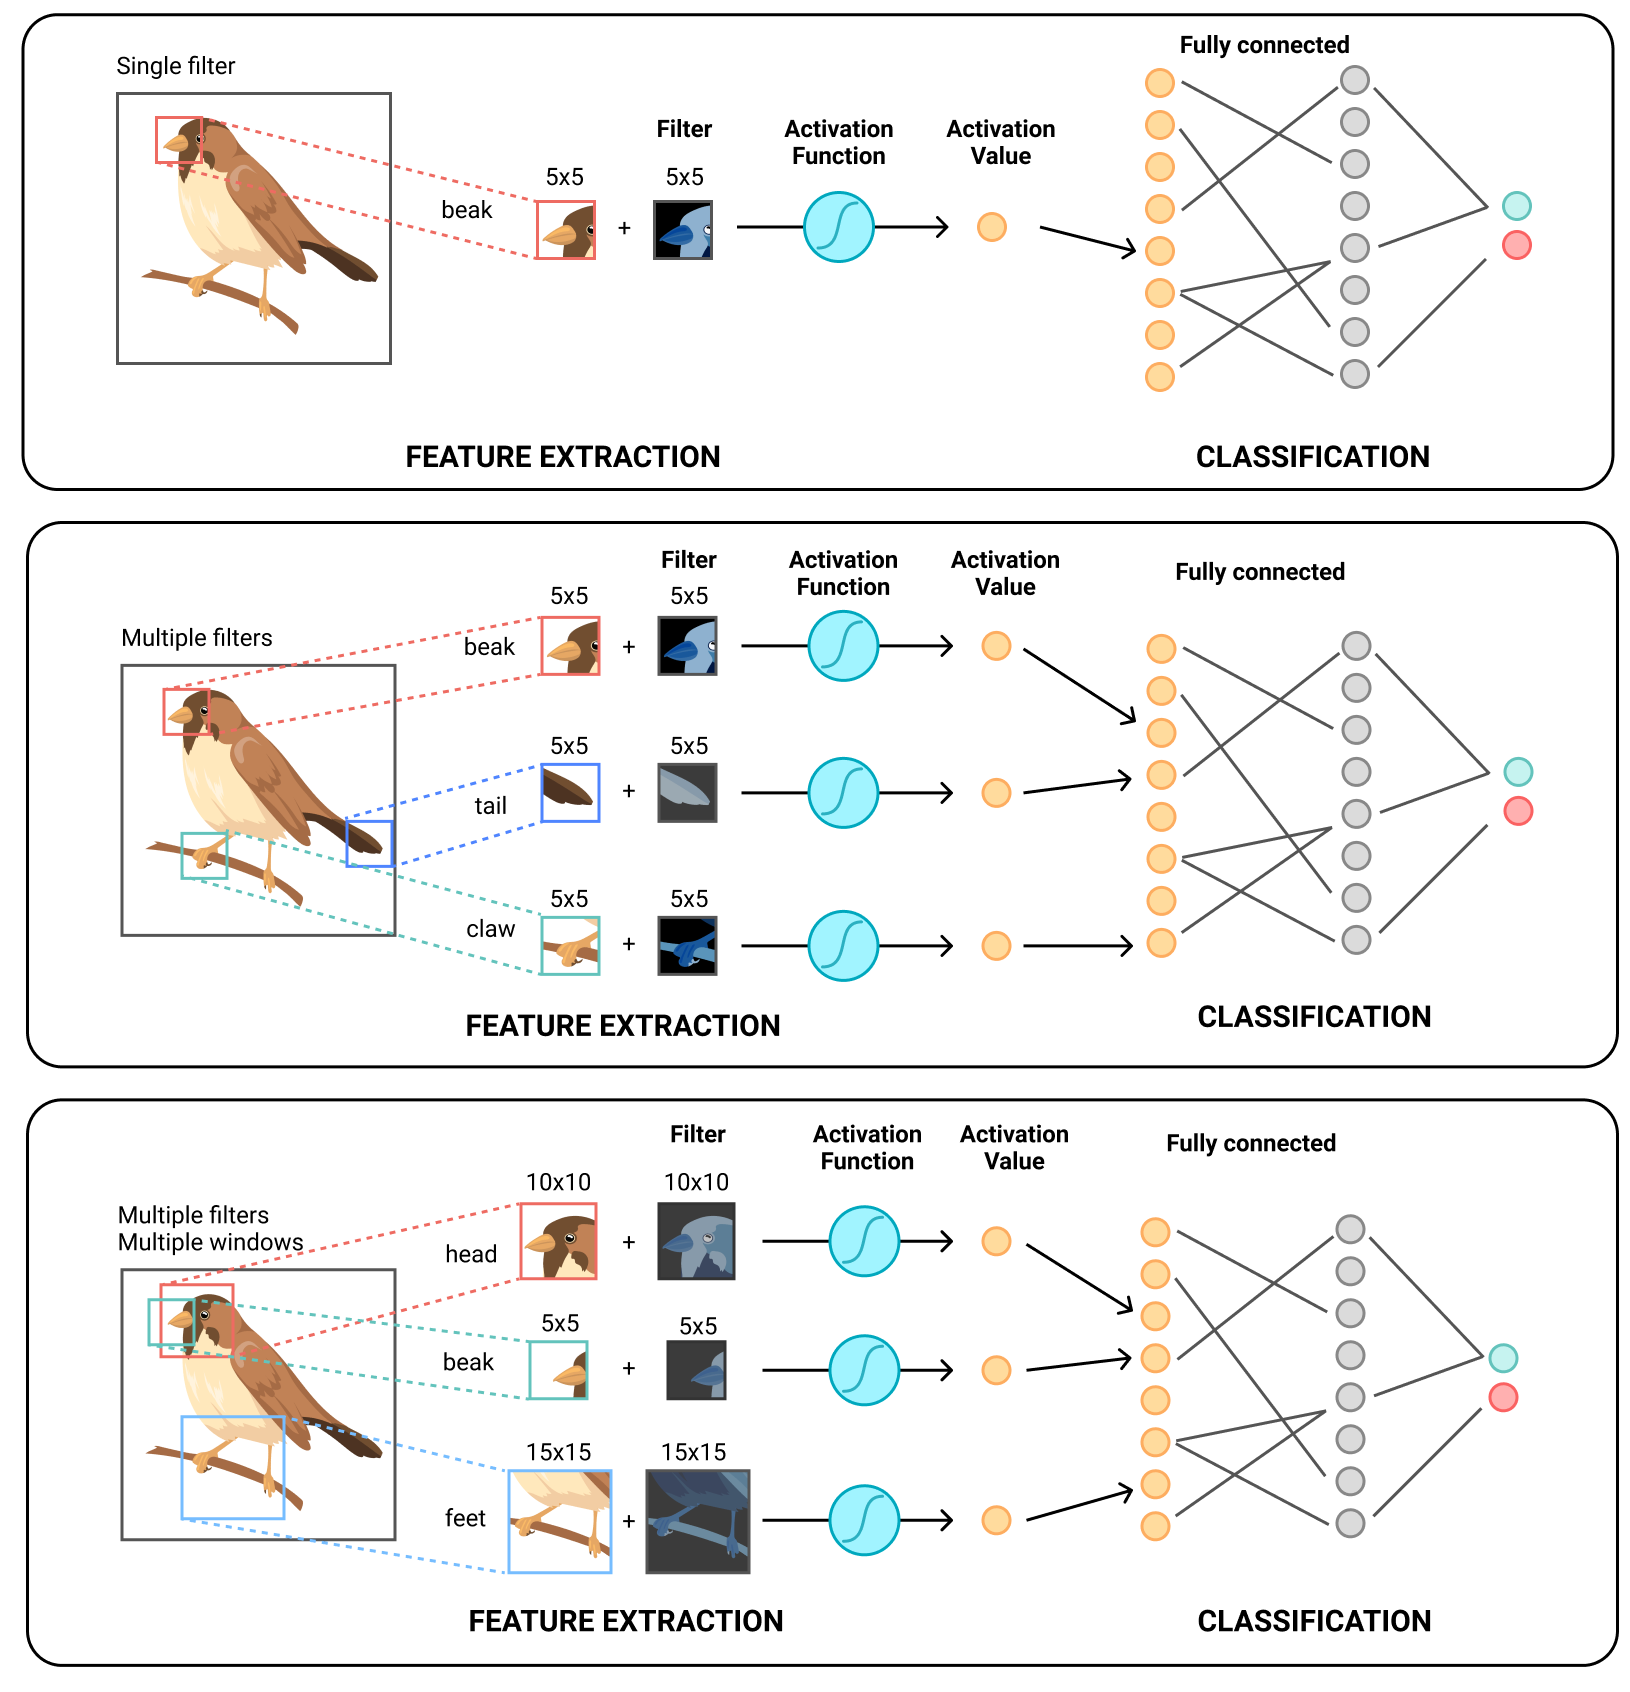 Single filter
beak
5x5
+
Filter
5x5
Activation
Function
Activation
Value
Fully connected
FEATURE EXTRACTION
CLASSIFICATION
Multiple filters
Filter
Activation
Function
Activation
Value
Fully connected
beak
5x5
+
5x5
tail
5x5
+
5x5
claw
5x5
+
5x5
FEATURE EXTRACTION
CLASSIFICATION
Multiple filters
Multiple windows
Filter
Activation
Function
Activation
Value
Fully connected
head
10x10
+
10x10
beak
5x5
+
5x5
feet
15x15
+
15x15
FEATURE EXTRACTION
CLASSIFICATION